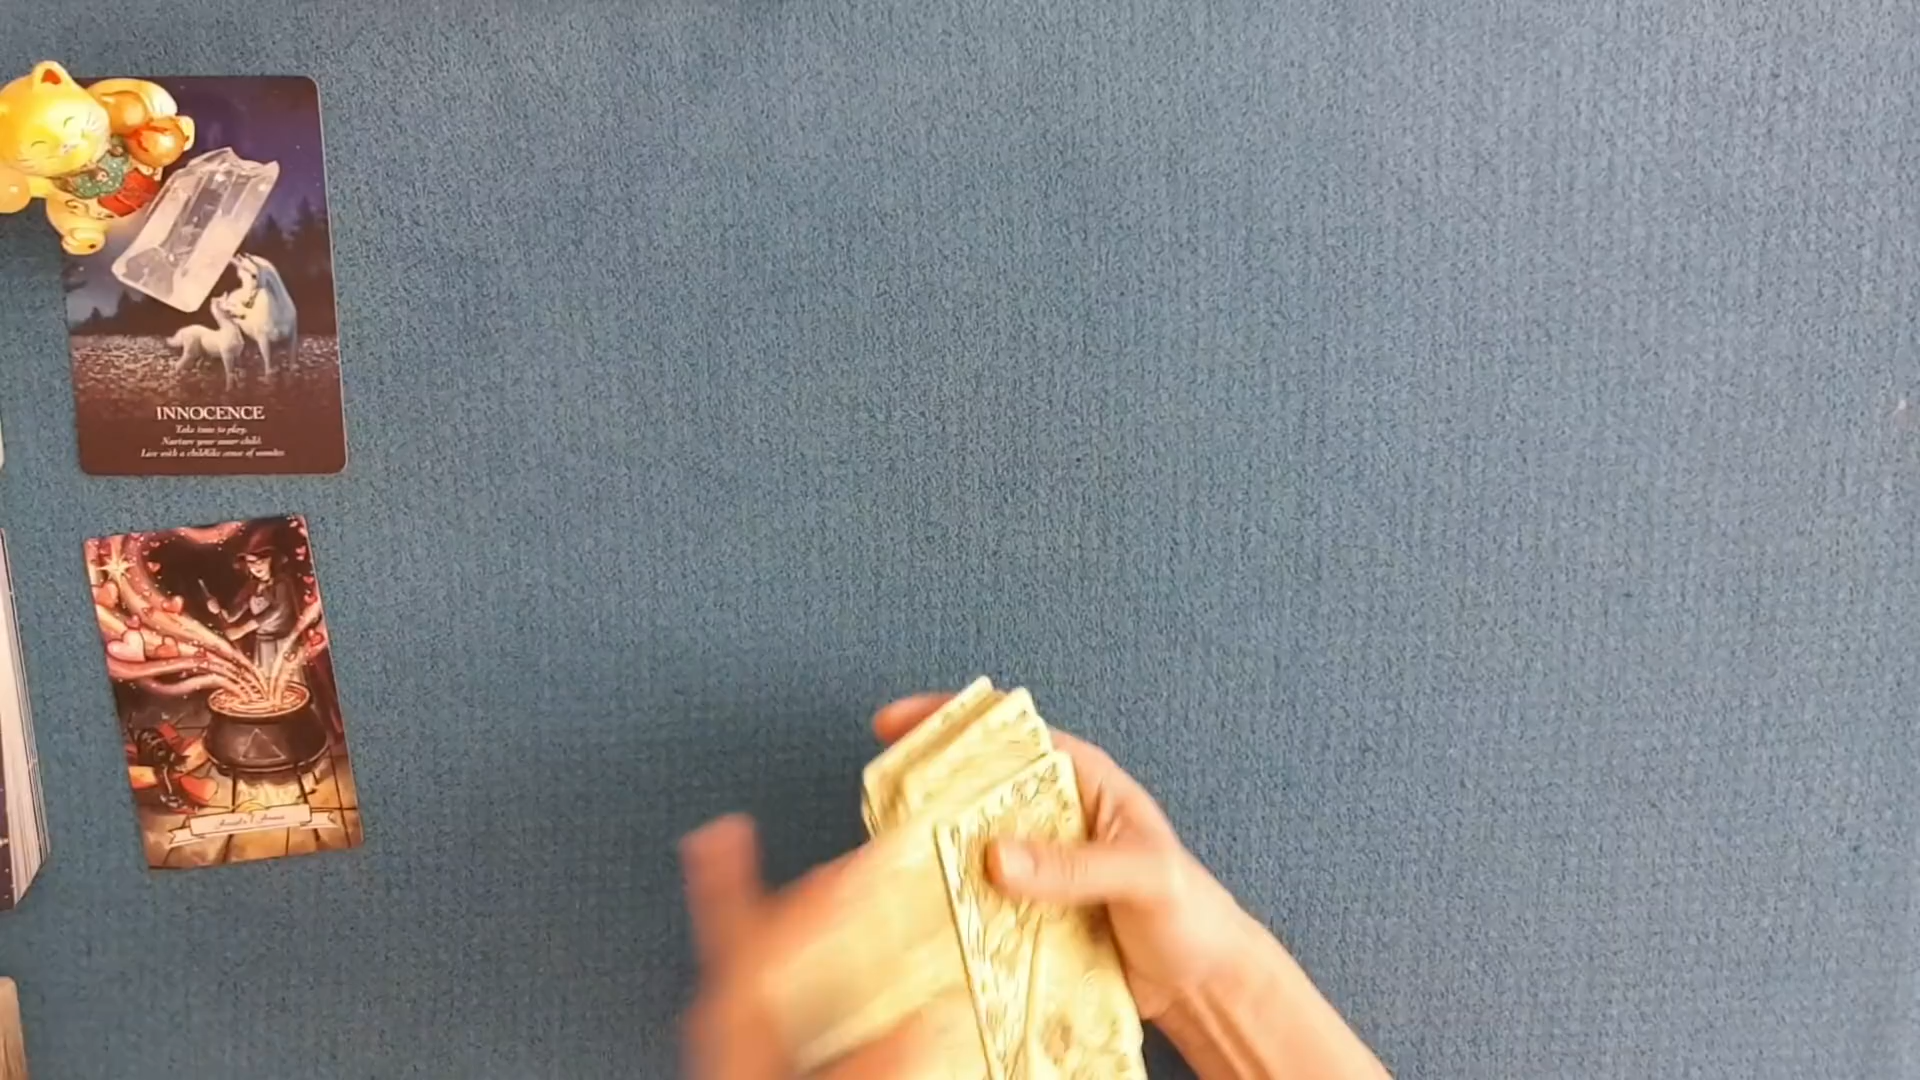 INNOCENCE
Take time to play.
Nurture your inner child.
Live with a childlike sense of wonder.